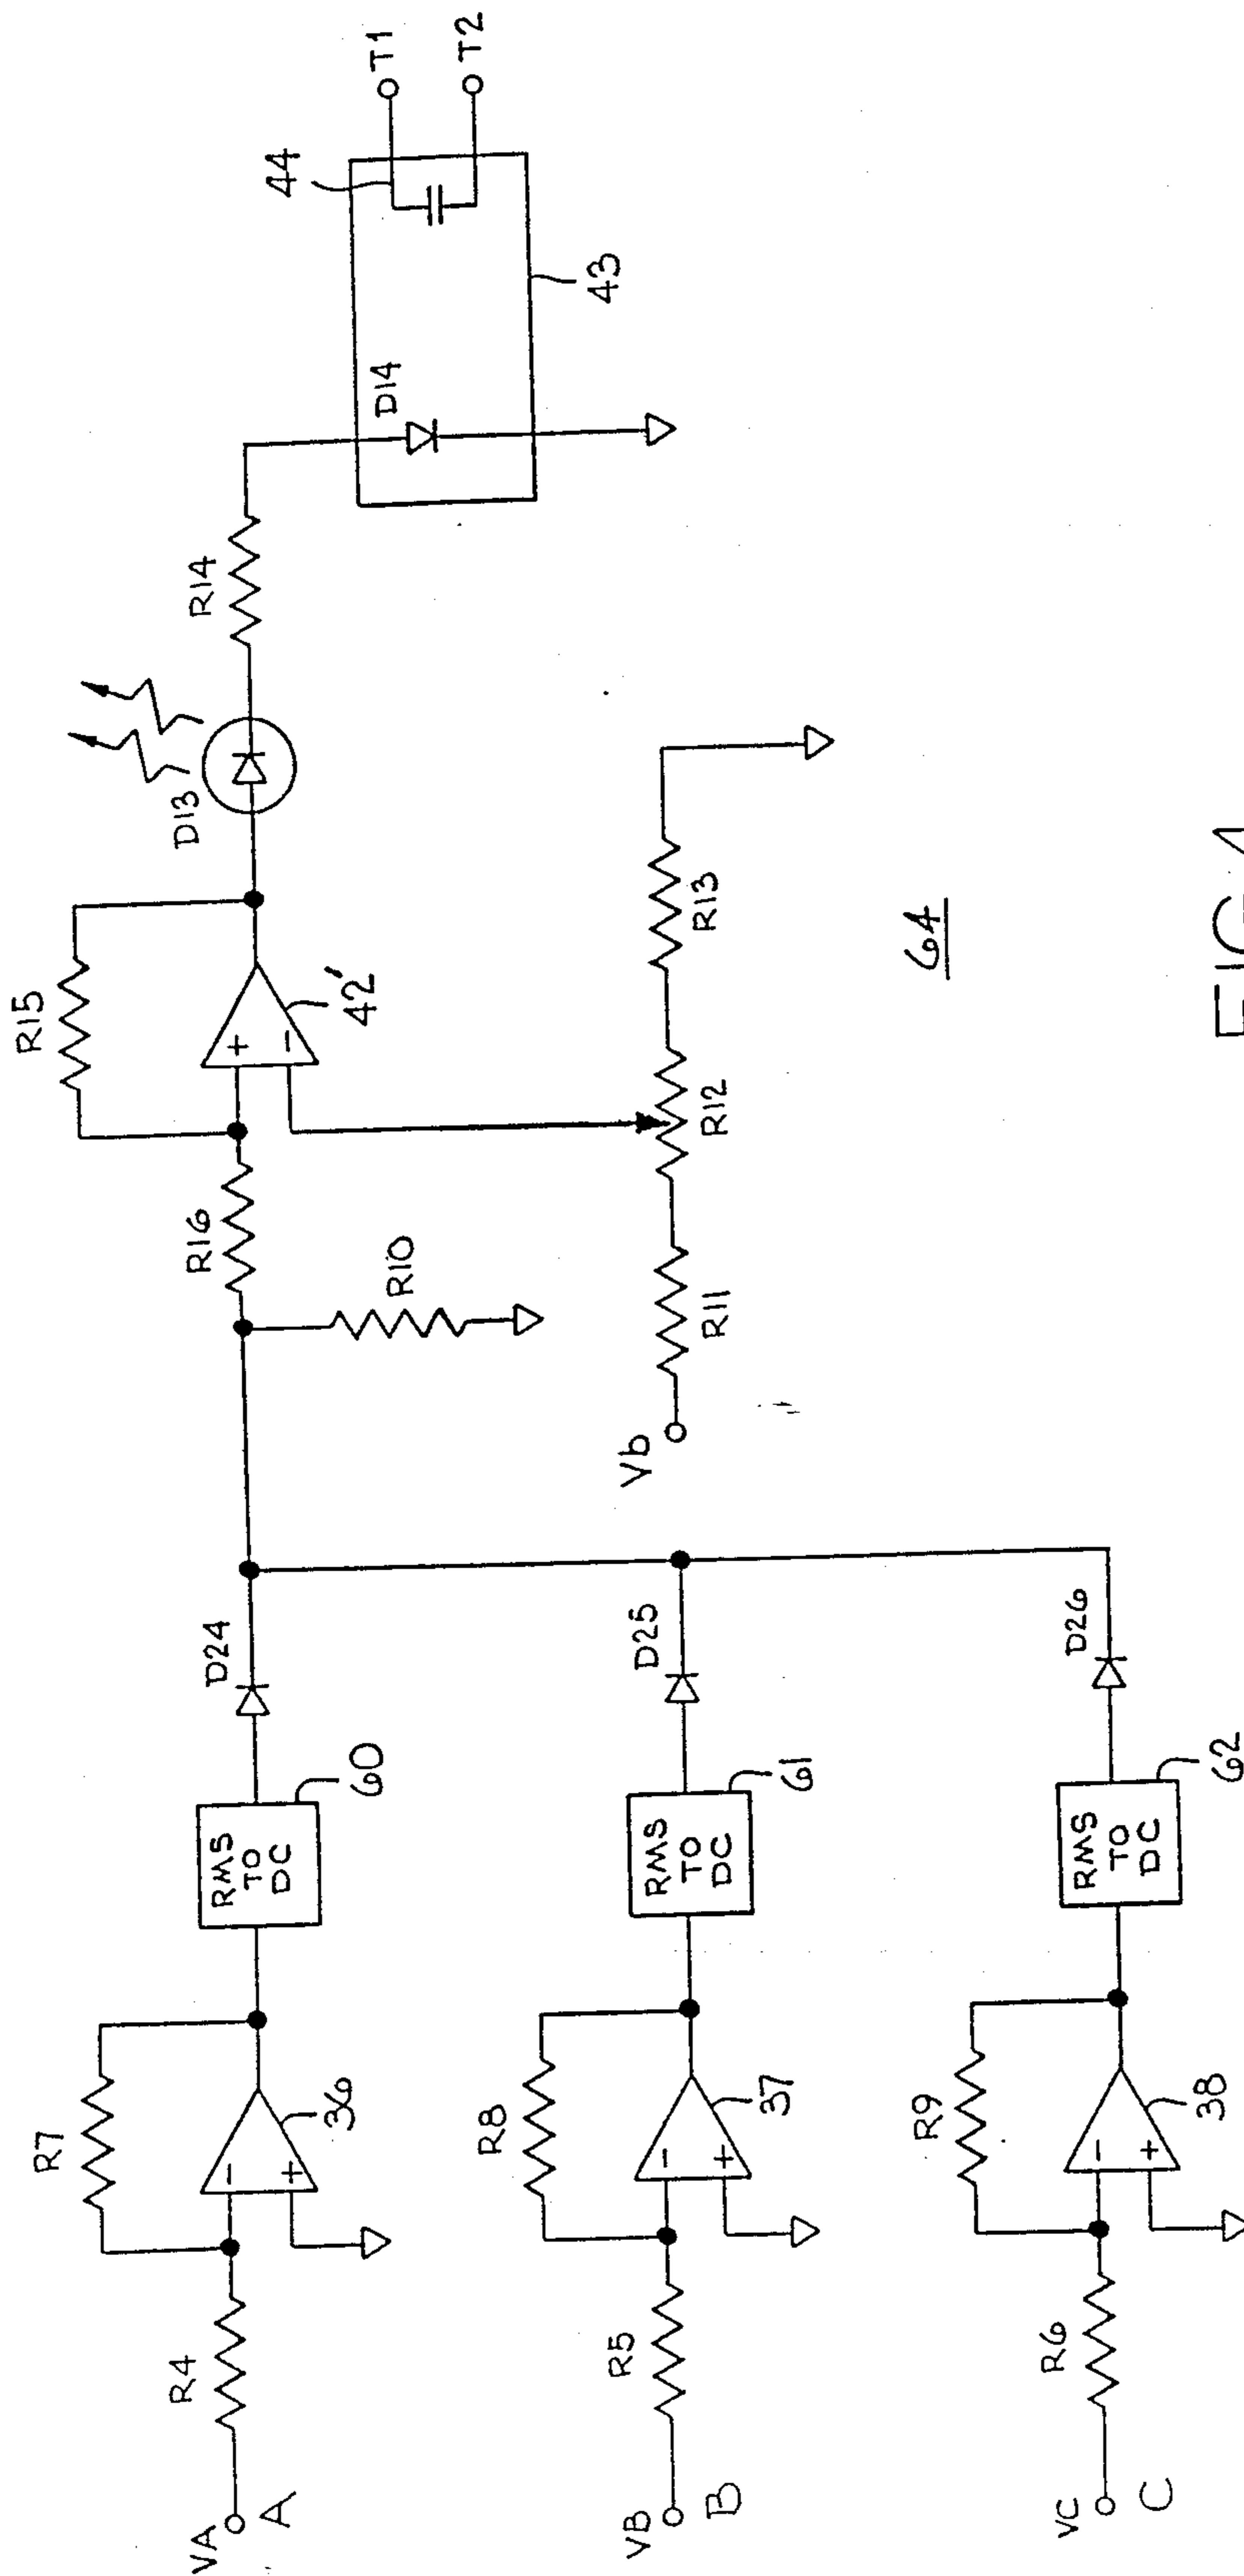 R15
R7
R16
D13
R14
44
T1
T2
VA
A
R4
-
+
36
RMS
TO
DC
60
D24
R10
+
-
42'
D14
43
VB
B
R5
R8
-
+
37
RMS
TO
DC
61
D25
Vb
R11
R12
R13
VC
C
R6
R9
-
+
38
RMS
TO
DC
62
D26
64